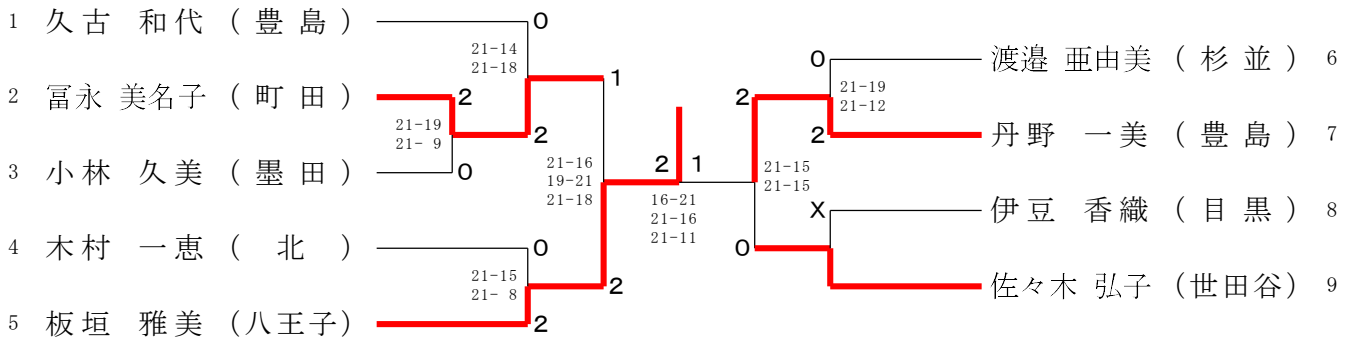 1 久古 和代 ( 豊 島 ) 0
21-14
21-18
1
2 冨永 美名子 ( 町 田 ) 2
21-19
21- 9
2
3 小林 久美 ( 墨 田 ) 0
21-16
19-21
21-18
4 木村 一恵 ( 北 ) 0
21-15
21- 8
2
5 板垣 雅美 (八王子) 2
2 1
16-21
21-16
21-11
0 渡邉 亜由美 ( 杉 並 ) 6
21-19
21-12
2
2 丹野 一美 ( 豊 島 ) 7
21-15
21-15
X 伊豆 香織 ( 目 黒 ) 8
0
佐々木 弘子 (世田谷) 9